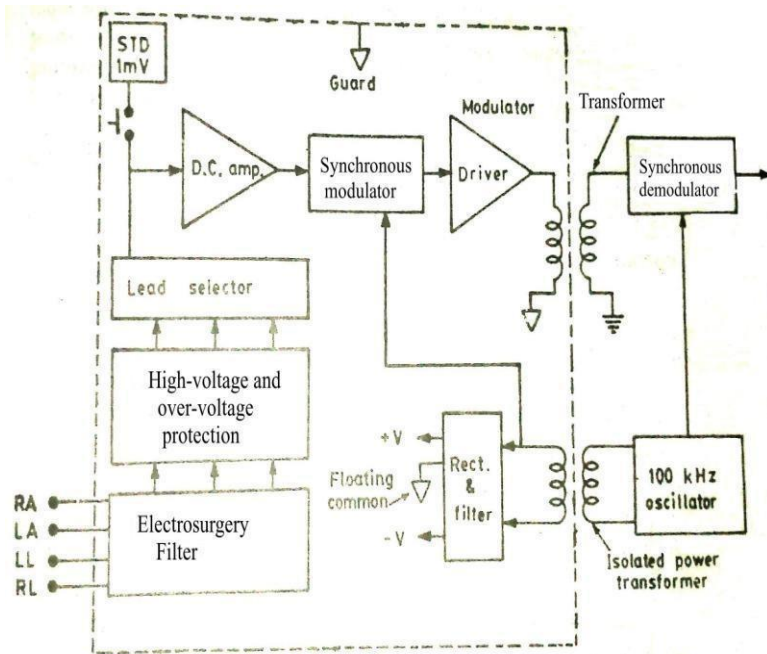 STD
1mV
Guard
Modulator
Transformer
D.C. amp.
Synchronous
modulator
Driver
Synchronous
demodulator
Lead selector
High-voltage and
over-voltage
protection
+V
Floating
common
-V
Rect.
&
filter
100 kHz
oscillator
Isolated power
transformer
RA
LA
LL
RL
Electrosurgery
Filter